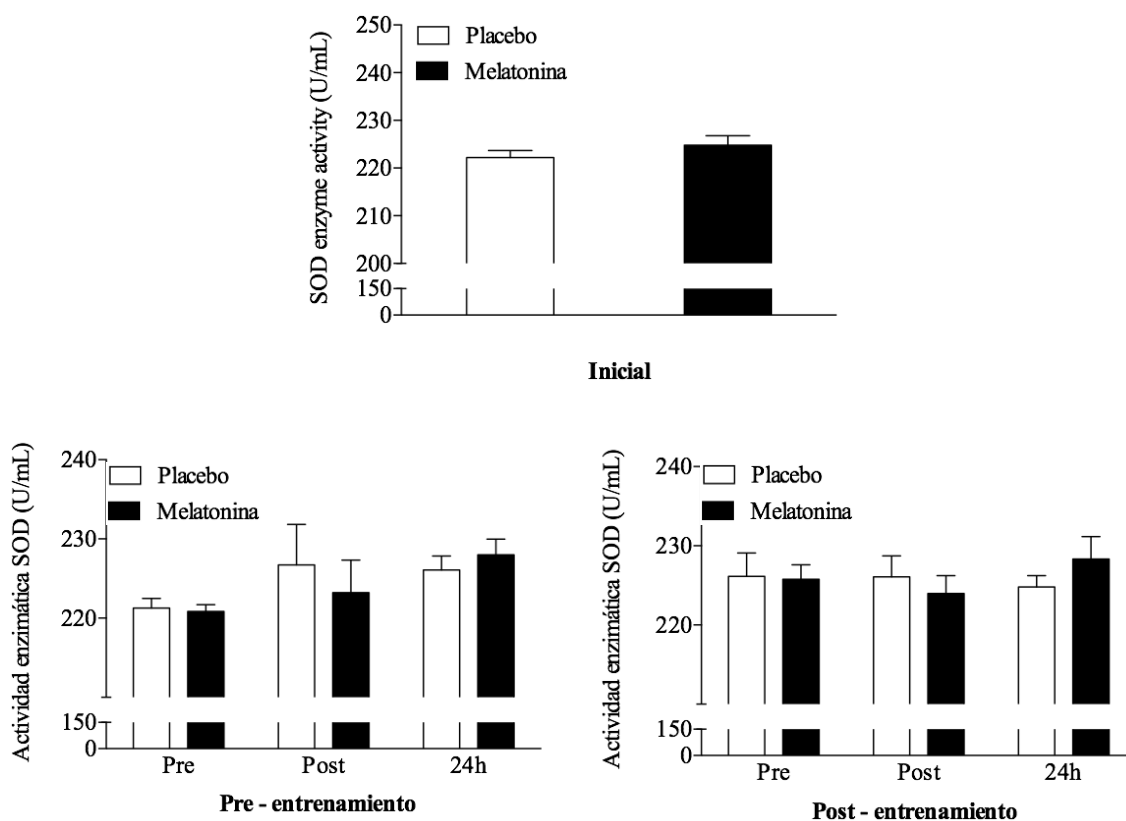 SOD enzyme activity (U/mL)
250
240
230
220
210
200
150
0
Placebo
Melatonina
Inicial
Actividad enzimática SOD (U/mL)
240
230
220
150
0
Placebo
Melatonina
Pre
Post
24h
Pre - entrenamiento
Actividad enzimática SOD (U/mL)
240
230
220
150
0
Placebo
Melatonina
Pre
Post
24h
Post - entrenamiento